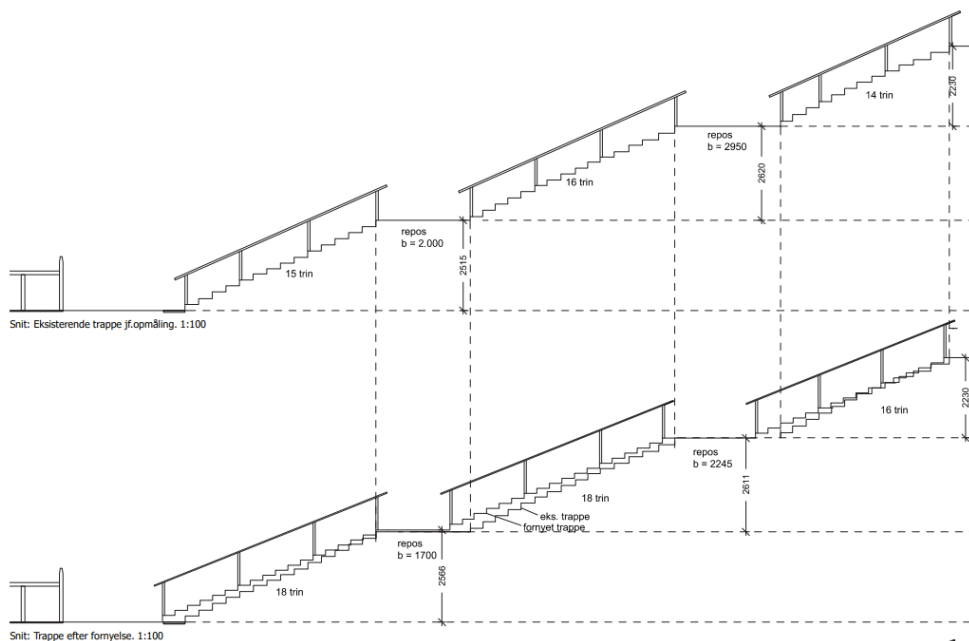 14 trin
2230
repos
b = 2950
2620
16 trin
repos
b = 2.000
2515
15 trin
Snit: Eksisterende trappe jf.opmåling. 1:100
16 trin
2230
repos
b = 2245
2611
18 trin
eks. trappe
fornyet trappe
repos
b = 1700
2566
18 trin
Snit: Trappe efter fornyelse. 1:100